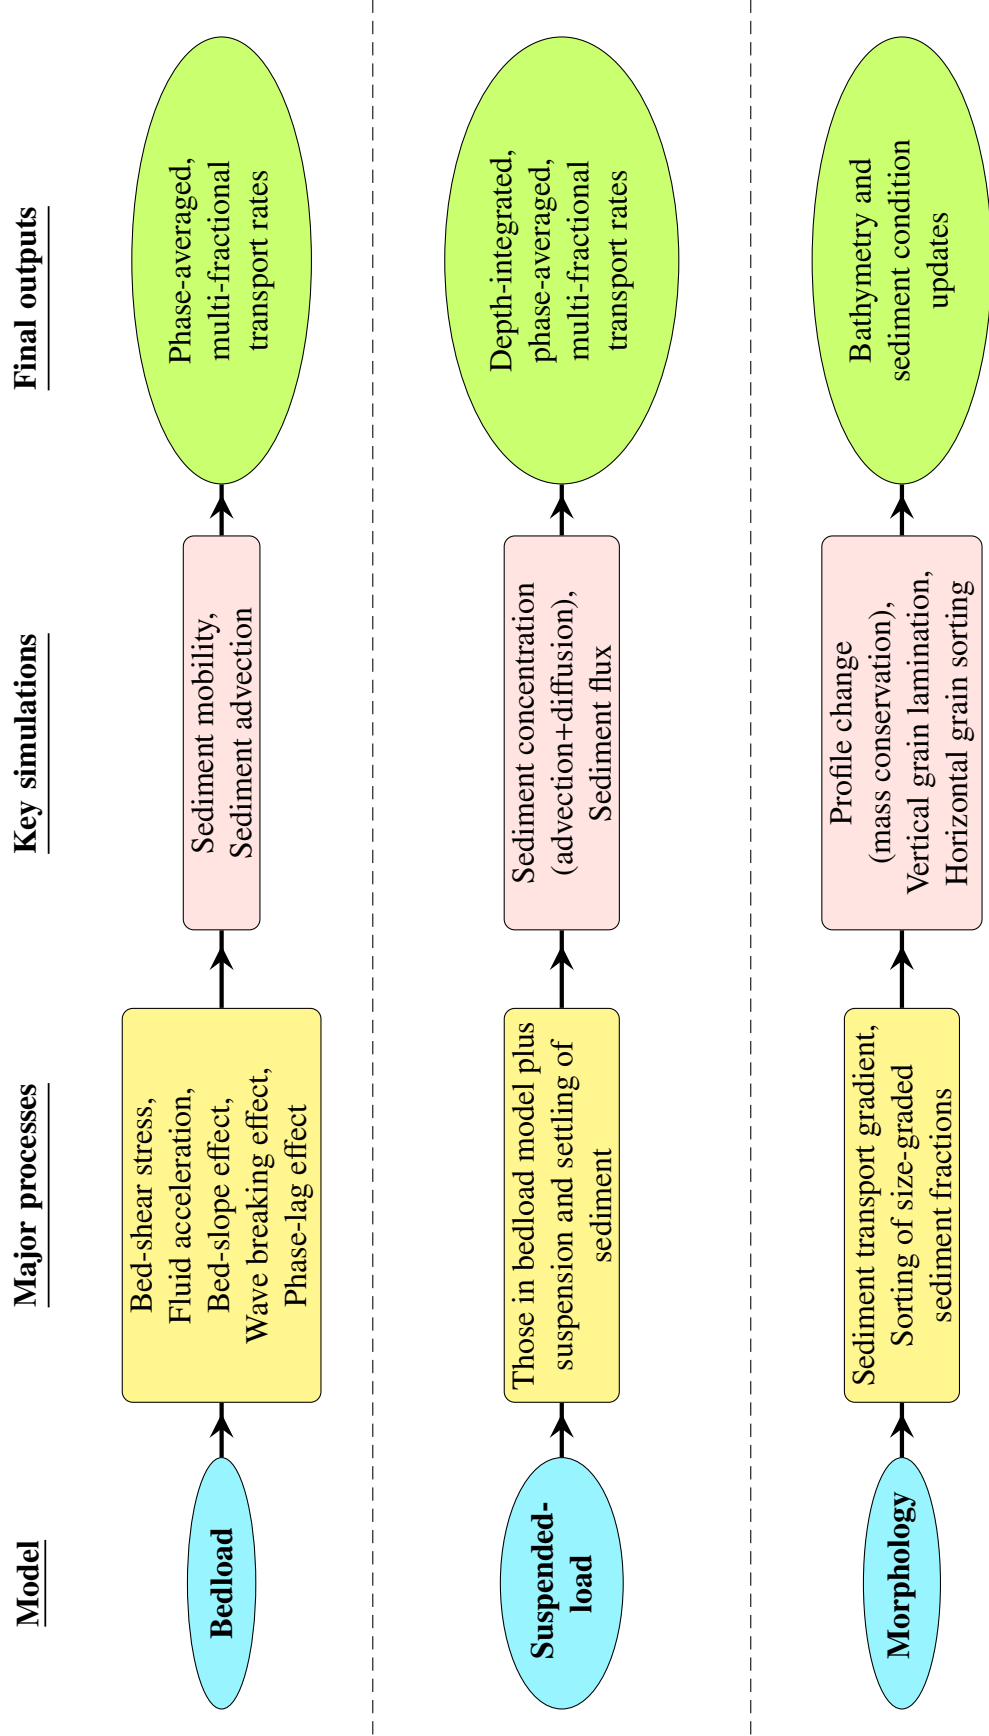 Model
Major processes
Key simulations
Final outputs
Bedload
Bed-shear stress,
Fluid acceleration,
Bed-slope effect,
Wave breaking effect,
Phase-lag effect
Sediment mobility,
Sediment advection
Phase-averaged,
multi-fractional
transport rates
Suspended-
load
Those in bedload model plus
suspension and settling of
sediment
Sediment concentration
(advection+diffusion),
Sediment flux
Depth-integrated,
phase-averaged,
multi-fractional
transport rates
Morphology
Sediment transport gradient,
Sorting of size-graded
sediment fractions
Profile change
(mass conservation),
Vertical grain lamination,
Horizontal grain sorting
Bathymetry and
sediment condition
updates